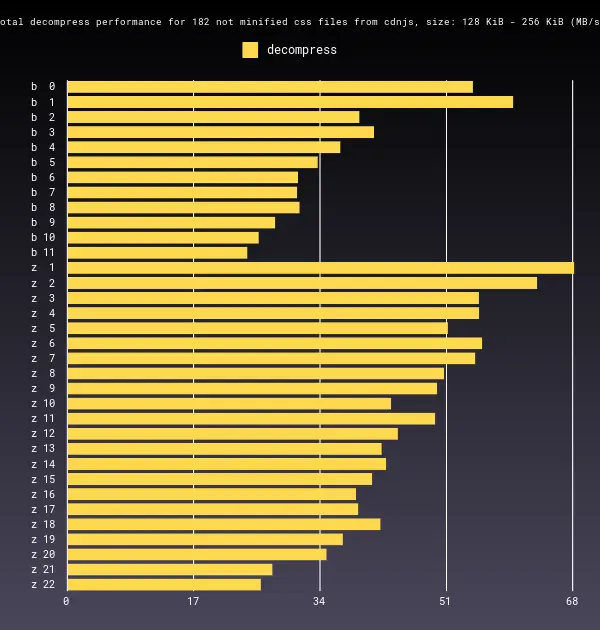 otal decompress performance for 182 not minified css files from cdnjs, size: 128 KiB - 256 KiB (MB/s
decompress
b 0
b 1
b 2
b 3
b 4
b 5
b 6
b 7
b 8
b 9
b 10
b 11
z 1
z 2
z 3
z 4
z 5
z 6
z 7
z 8
z 9
z 10
z 11
z 12
z 13
z 14
z 15
z 16
z 17
z 18
z 19
z 20
z 21
z 22
0 17 34 51 68